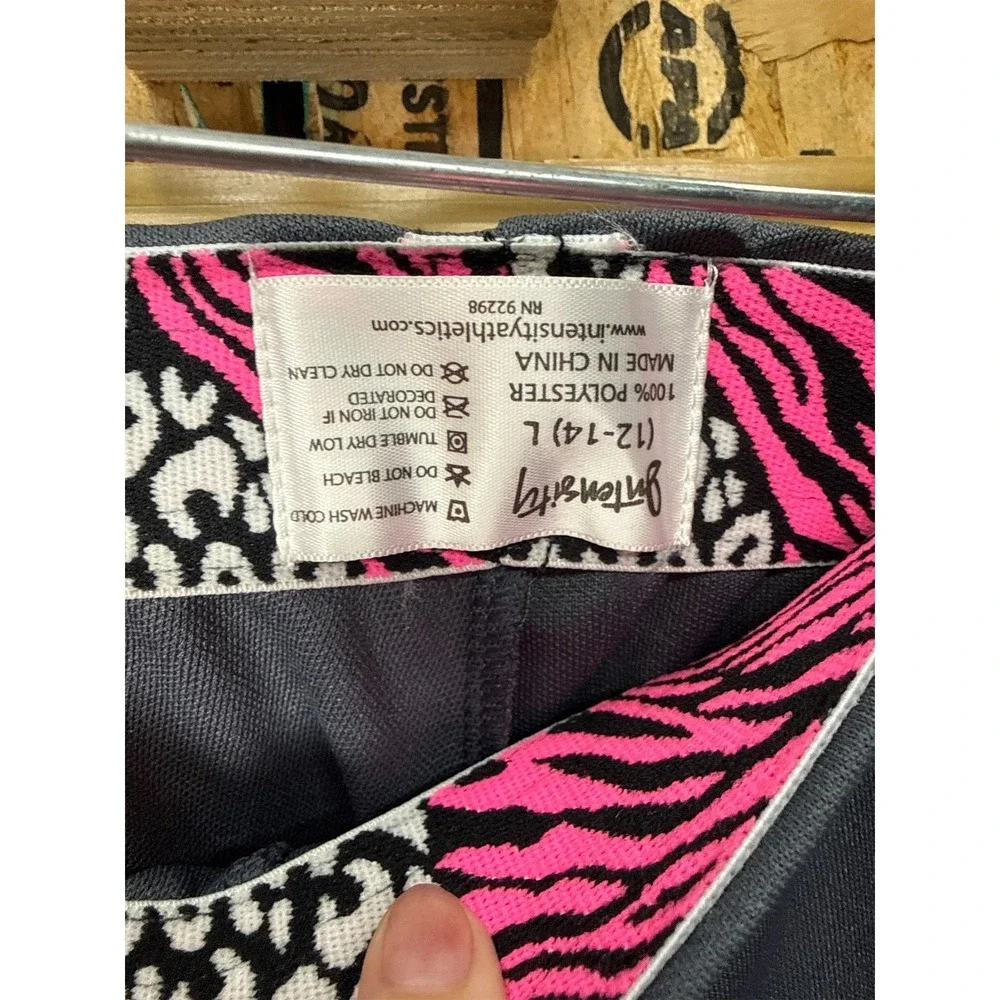 Intensity
(12-14) L
100% POLYESTER
MADE IN CHINA
www.intensityathletics.com
RN 92298
MACHINE WASH COLD
DO NOT BLEACH
TUMBLE DRY LOW
DO NOT IRON IF
DECORATED
DO NOT DRY CLEAN
APA